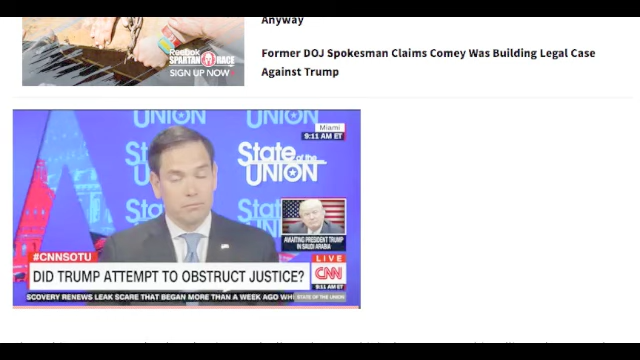 Anyway
Reebok
SPARTAN RACE
SIGN UP NOW
Former DOJ Spokesman Claims Comey Was Building Legal Case
Against Trump
UNION
UNION
Miami
9:11 AM ET
State of the
UNION
AWAITING PRESIDENT TRUMP
IN SAUDI ARABIA
#CNNSOTU
LIVE
DID TRUMP ATTEMPT TO OBSTRUCT JUSTICE?
CNN
9:11 AM ET
SCOVERY RENEWS LEAK SCARE THAT BEGAN MORE THAN A WEEK AGO WHI
STATE OF THE UNION